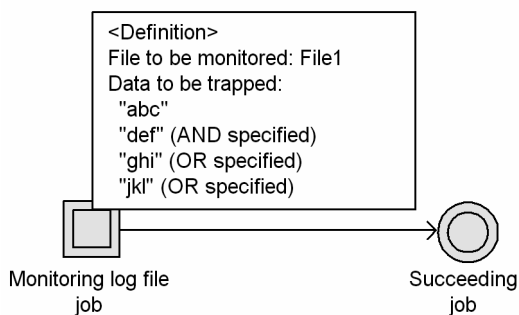 <Definition>
File to be monitored: File1
Data to be trapped:
"abc"
"def" (AND specified)
"ghi" (OR specified)
"jkl" (OR specified)
Monitoring log file
job
Succeeding
job